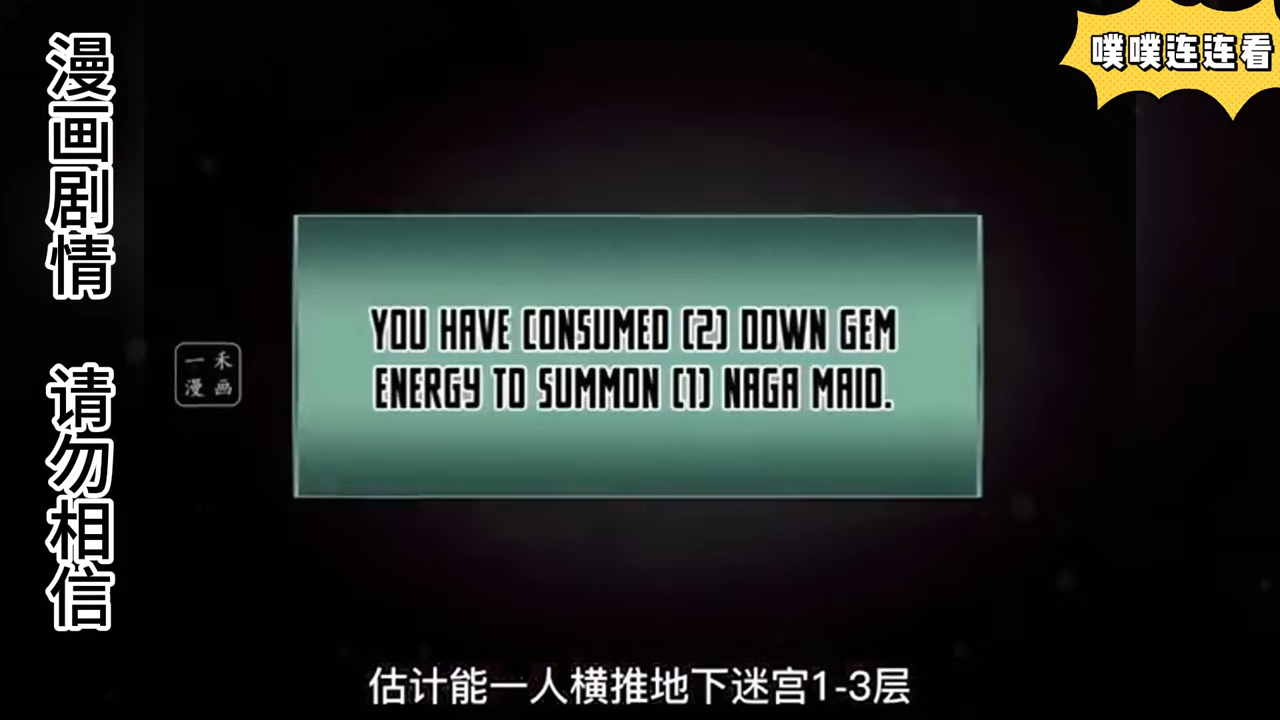 漫画剧情 请勿相信
噗噗连连看
YOU HAVE CONSUMED (2) DOWN GEM
ENERGY TO SUMMON (1) NAGA MAID.
一禾
漫画
估计能一人横推地下迷宫1-3层